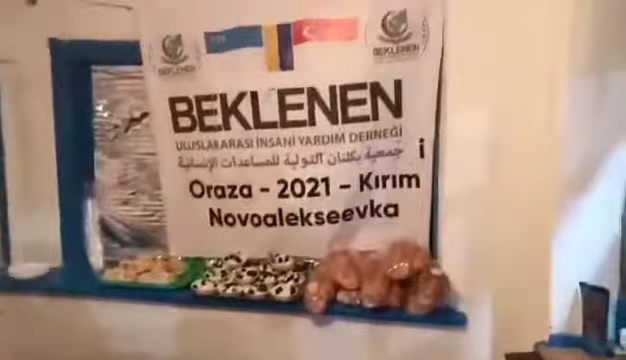 BEKLENEN
BEKLENEN
BEKLENEN
ULUSLARARASI İNSANİ YARDIM DERNEĞİ
جمعية بكلنان الدولية للمساعدات الإنسانية
i
Oraza - 2021 - Kırım
Novoalekseevka